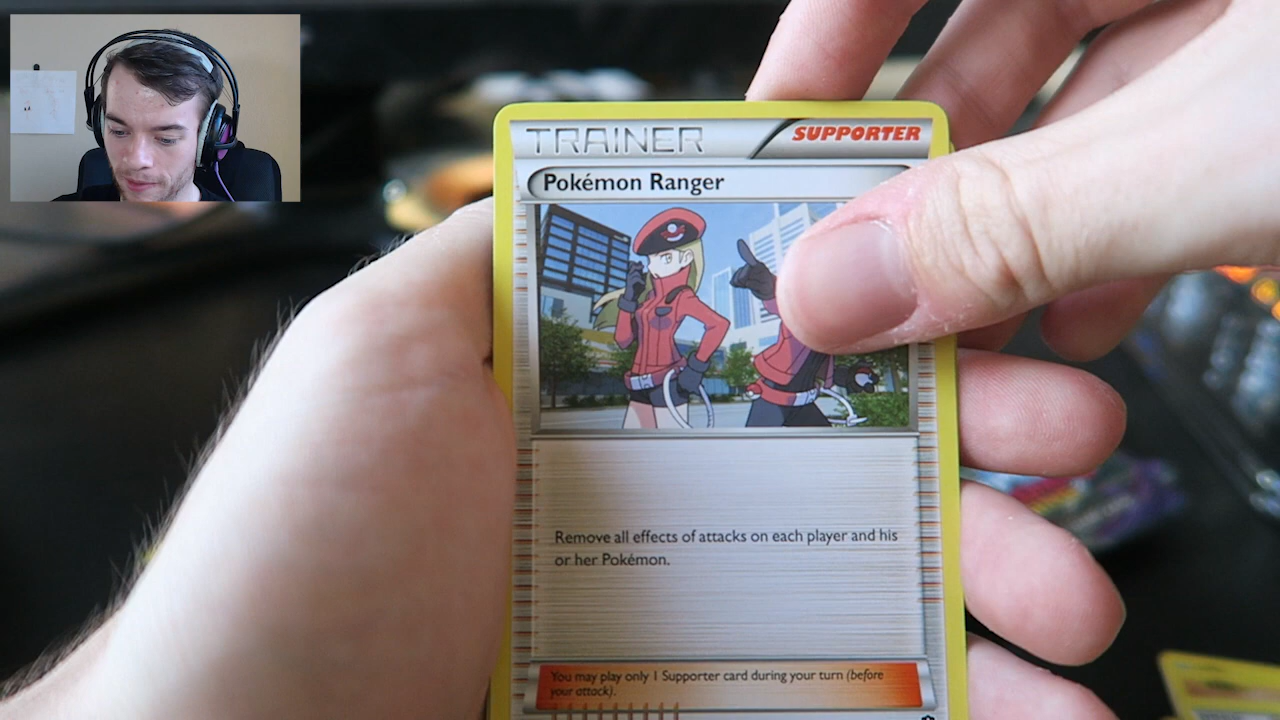 TRAINER SUPPORTER
Pokémon Ranger
Remove all effects of attacks on each player and his
or her Pokémon.
You may play only 1 Supporter card during your turn (before
your attack).